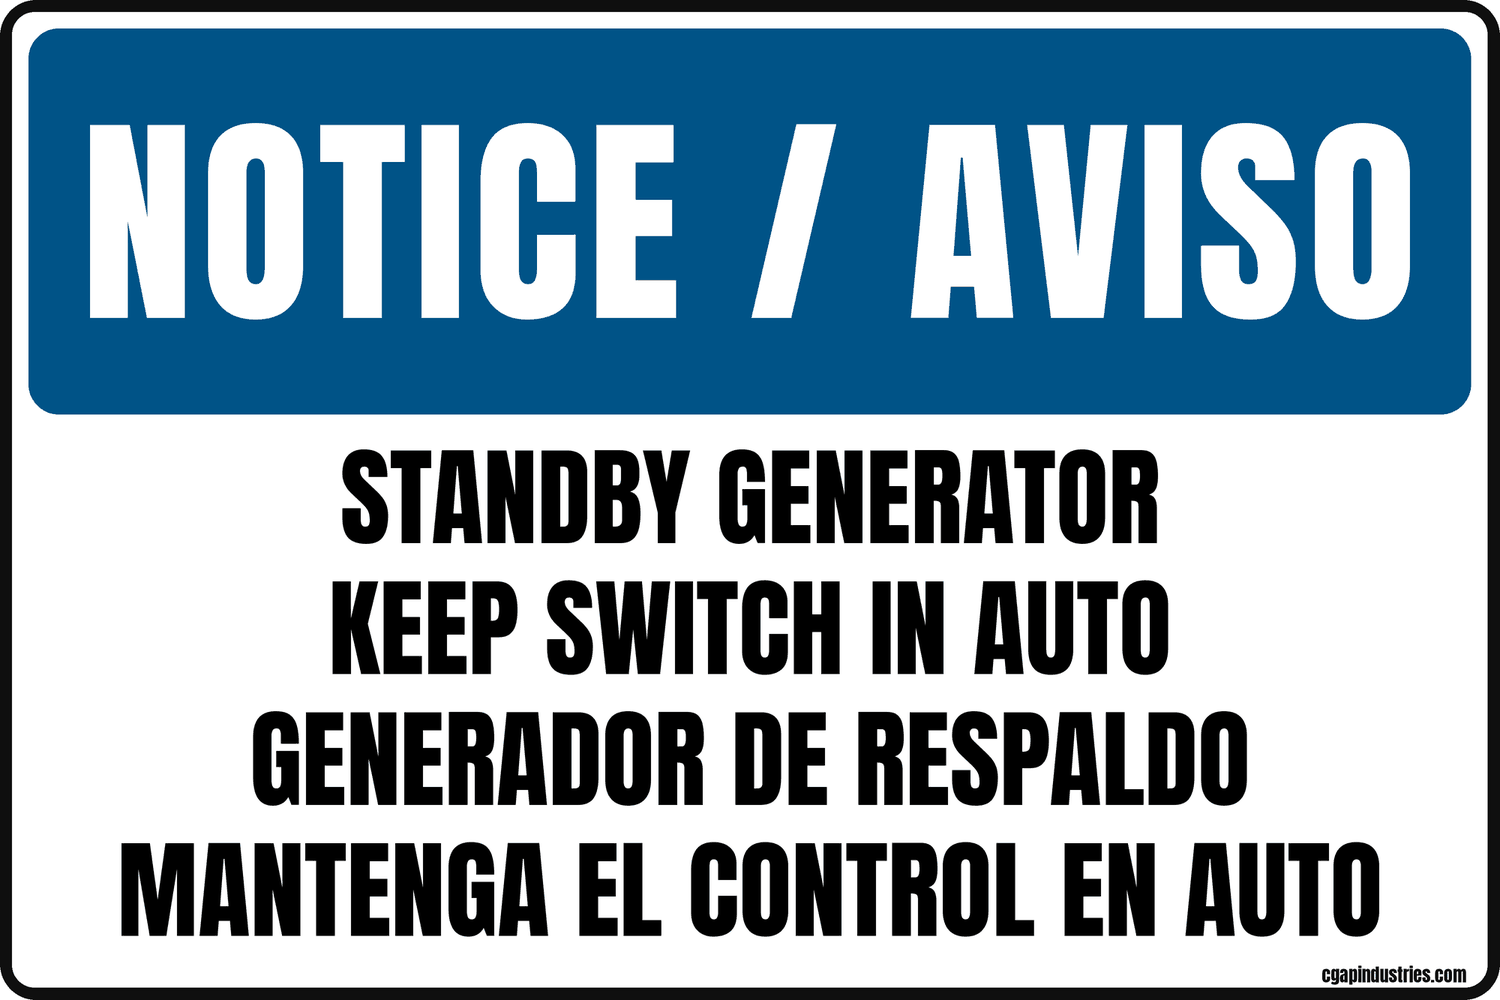 NOTICE / AVISO
STANDBY GENERATOR
KEEP SWITCH IN AUTO
GENERADOR DE RESPALDO
MANTENGA EL CONTROL EN AUTO
cgapindustries.com